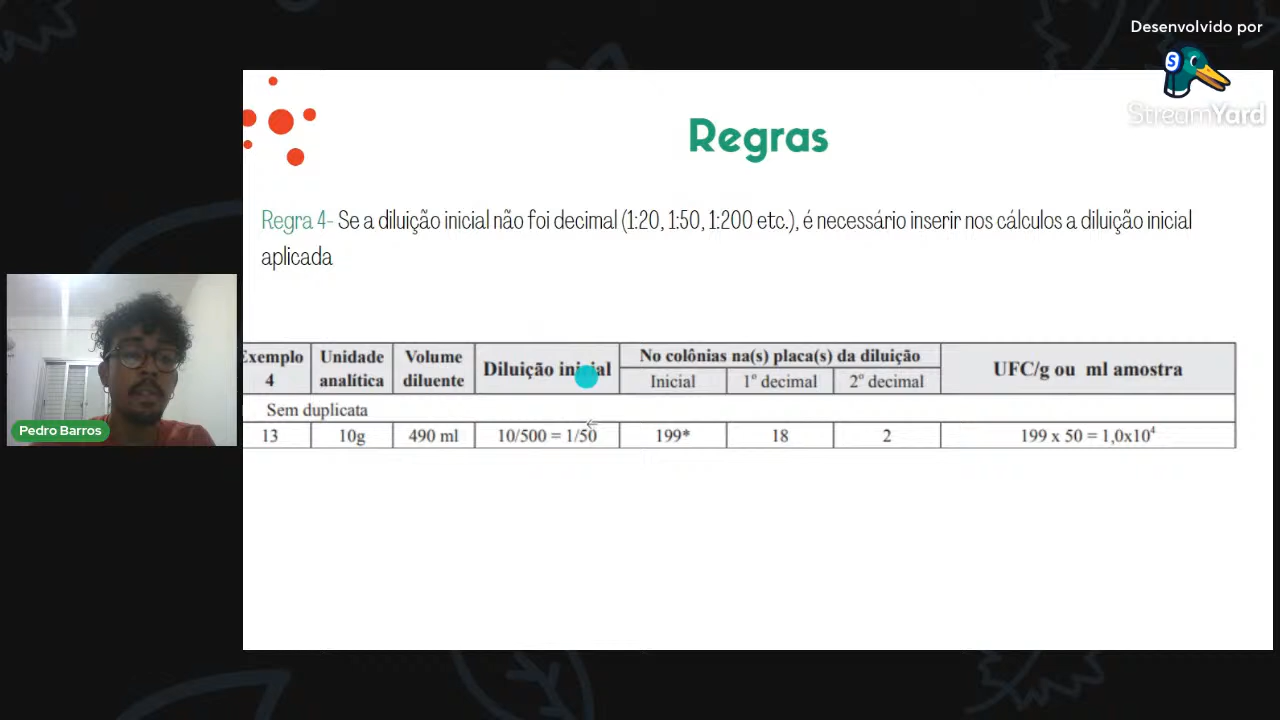 Desenvolvido por
StreamYard
Regras
Regra 4- Se a diluição inicial não foi decimal (1:20, 1:50, 1:200 etc.), é necessário inserir nos cálculos a diluição inicial
aplicada
Exemplo 4 Unidade analítica Volume diluente Diluição inicial No colônias na(s) placa(s) da diluição UFC/g ou ml amostra
Inicial 1º decimal 2º decimal
Sem duplicata
13 10g 490 ml 10/500 = 1/50 199* 18 2 199 x 50 = 1,0x10⁴
Pedro Barros